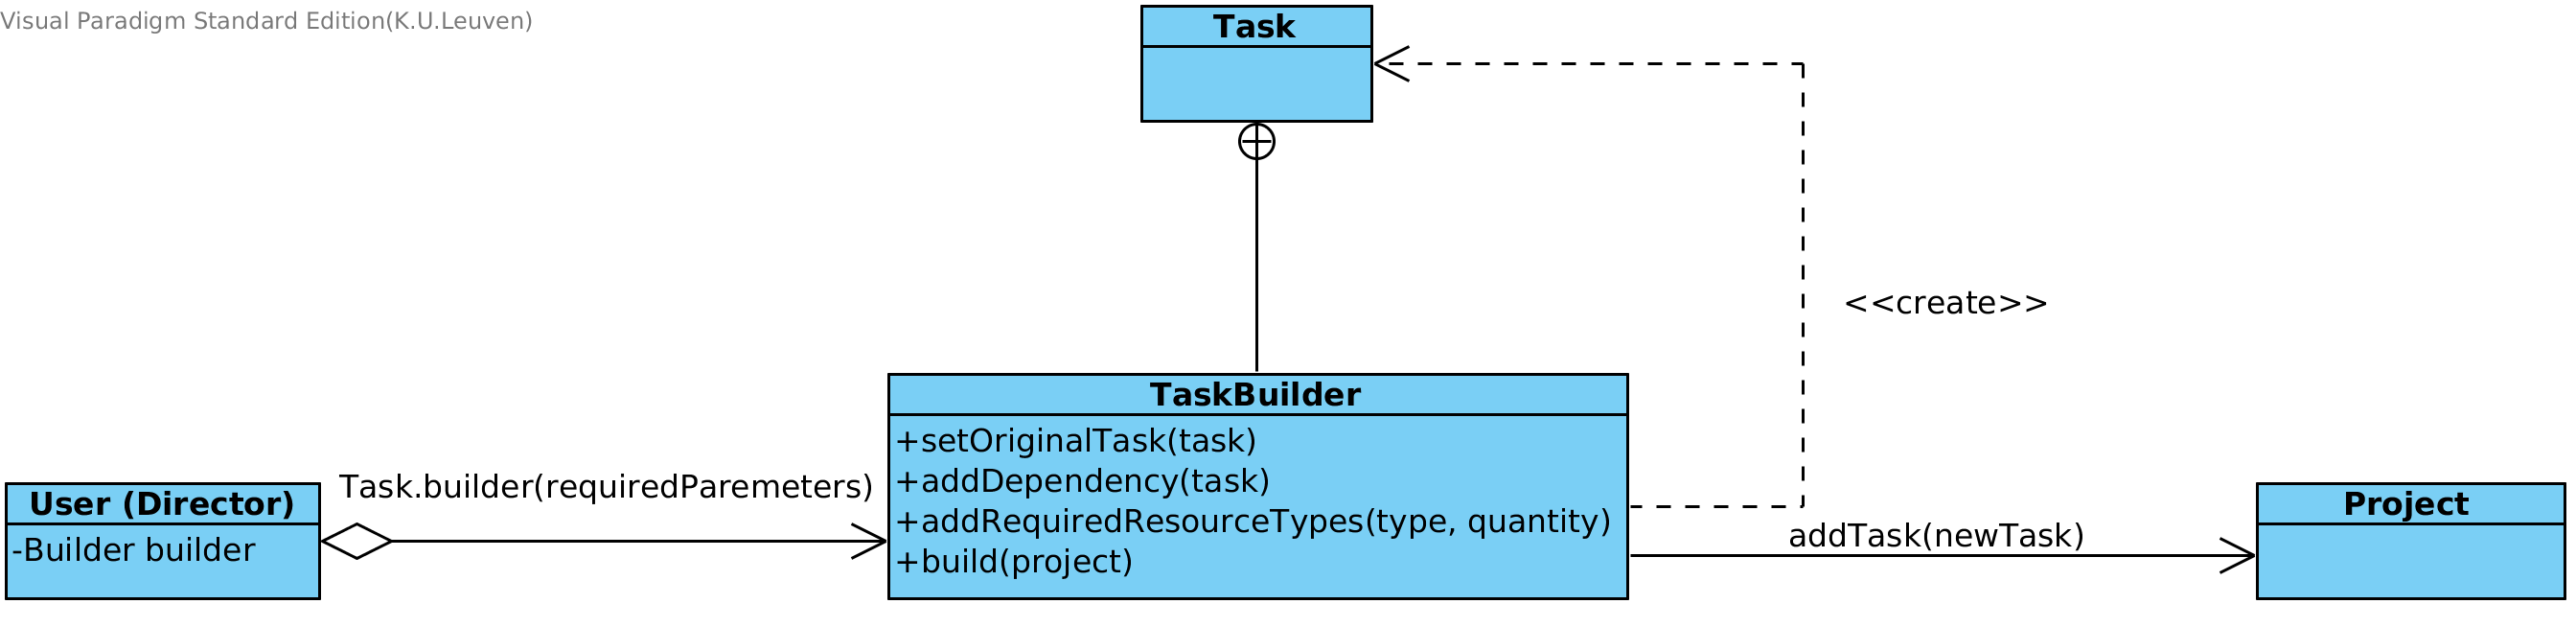 Visual Paradigm Standard Edition(K.U.Leuven)
Task
<<create>>
TaskBuilder
+setOriginalTask(task)
+addDependency(task)
+addRequiredResourceTypes(type, quantity)
+build(project)
Task.builder(requiredParemeters)
User (Director)
-Builder builder
addTask(newTask)
Project